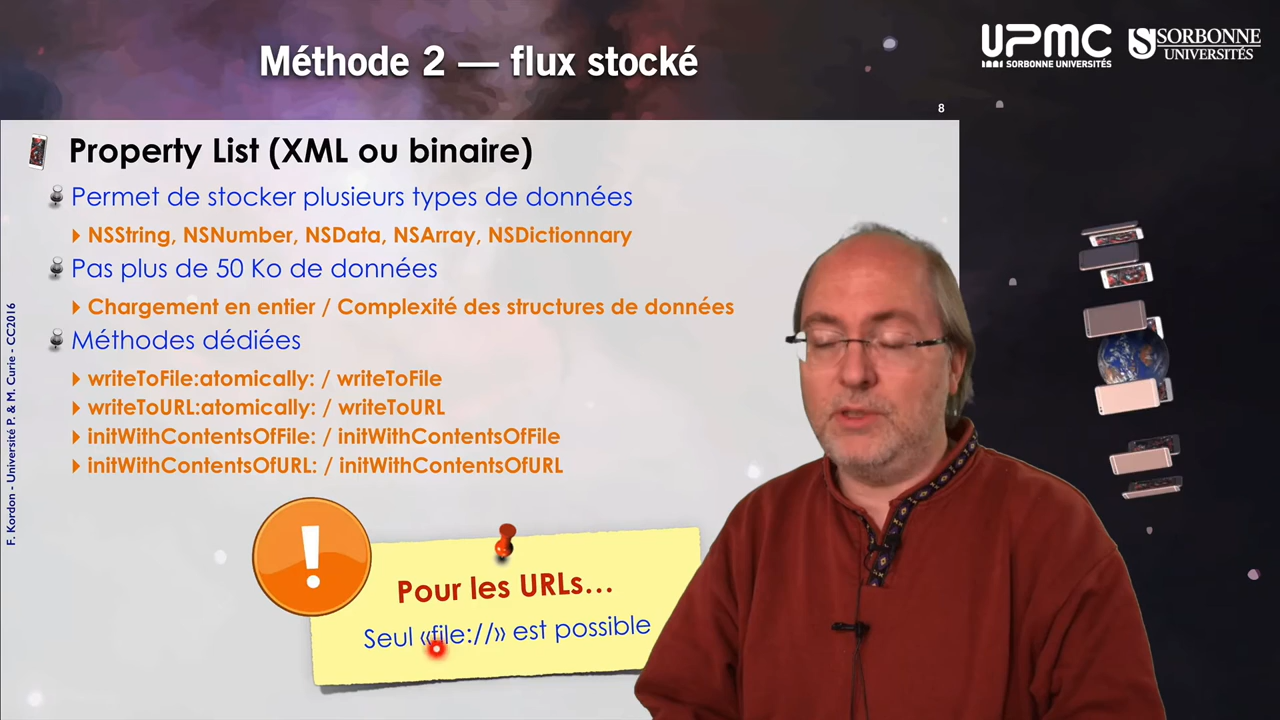 Méthode 2 — flux stocké
UPMC
SORBONNE UNIVERSITÉS
SORBONNE
UNIVERSITÉS
8
Property List (XML ou binaire)
Permet de stocker plusieurs types de données
NSString, NSNumber, NSData, NSArray, NSDictionnary
Pas plus de 50 Ko de données
Chargement en entier / Complexité des structures de données
Méthodes dédiées
writeToFile:atomically: / writeToFile
writeToURL:atomically: / writeToURL
initWithContentsOfFile: / initWithContentsOfFile
initWithContentsOfURL: / initWithContentsOfURL
!
Pour les URLs...
Seul «file://» est possible
F. Kordon - Université P. & M. Curie - CC2016